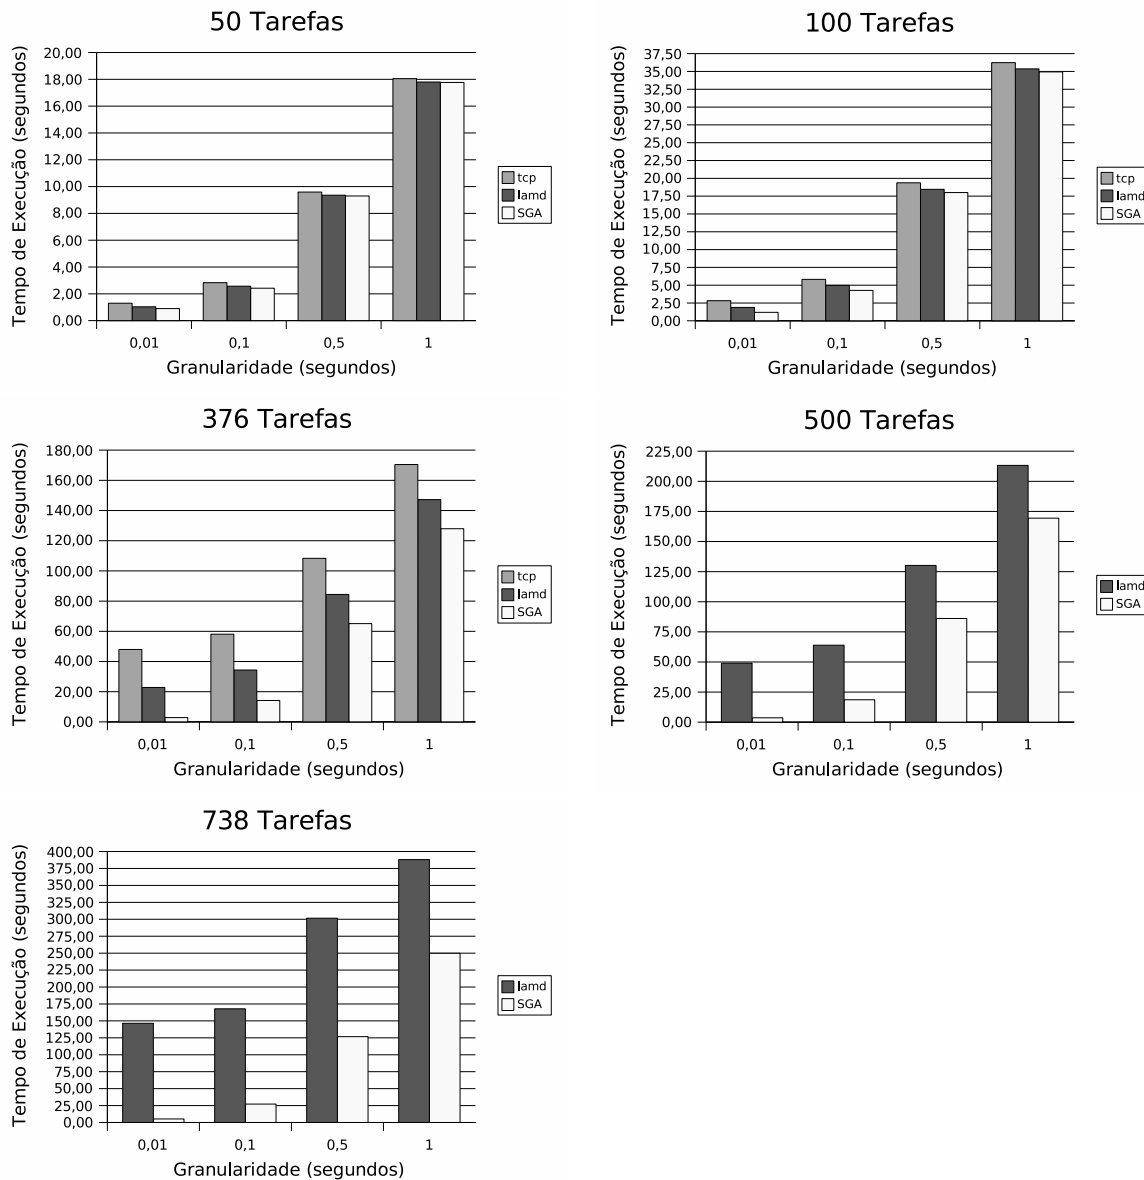 50 Tarefas
Tempo de Execução (segundos)
20,00
18,00
16,00
14,00
12,00
10,00
8,00
6,00
4,00
2,00
0,00
0,01 0,1 0,5 1
Granularidade (segundos)
tcp
lamd
SGA
100 Tarefas
Tempo de Execução (segundos)
37,50
35,00
32,50
30,00
27,50
25,00
22,50
20,00
17,50
15,00
12,50
10,00
7,50
5,00
2,50
0,00
0,01 0,1 0,5 1
Granularidade (segundos)
tcp
lamd
SGA
376 Tarefas
Tempo de Execução (segundos)
180,00
160,00
140,00
120,00
100,00
80,00
60,00
40,00
20,00
0,00
0,01 0,1 0,5 1
Granularidade (segundos)
tcp
lamd
SGA
500 Tarefas
Tempo de Execução (segundos)
225,00
200,00
175,00
150,00
125,00
100,00
75,00
50,00
25,00
0,00
0,01 0,1 0,5 1
Granularidade (segundos)
lamd
SGA
738 Tarefas
Tempo de Execução (segundos)
400,00
375,00
350,00
325,00
300,00
275,00
250,00
225,00
200,00
175,00
150,00
125,00
100,00
75,00
50,00
25,00
0,00
0,01 0,1 0,5 1
Granularidade (segundos)
lamd
SGA